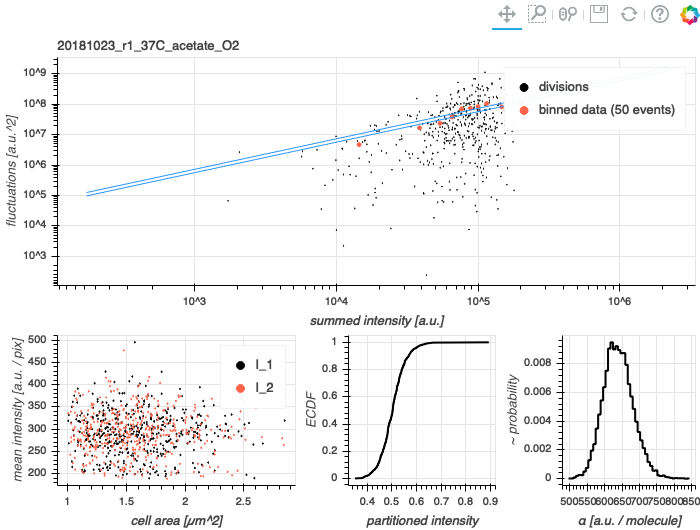 20181023_r1_37C_acetate_O2
10^9
10^8
10^7
10^6
10^5
10^4
10^3
fluctuations [a.u.^2]
divisions
binned data (50 events)
10^3 10^4 10^5 10^6
summed intensity [a.u.]
500
450
400
350
300
250
200
mean intensity [a.u. / pix]
I_1
I_2
1 1.5 2 2.5
cell area [µm^2]
1
0.8
0.6
0.4
0.2
0
ECDF
0.4 0.5 0.6 0.7 0.8 0.9
partitioned intensity
0.008
0.006
0.004
0.002
0
~ probability
500 550 600 650 700 750 800 850
α [a.u. / molecule]